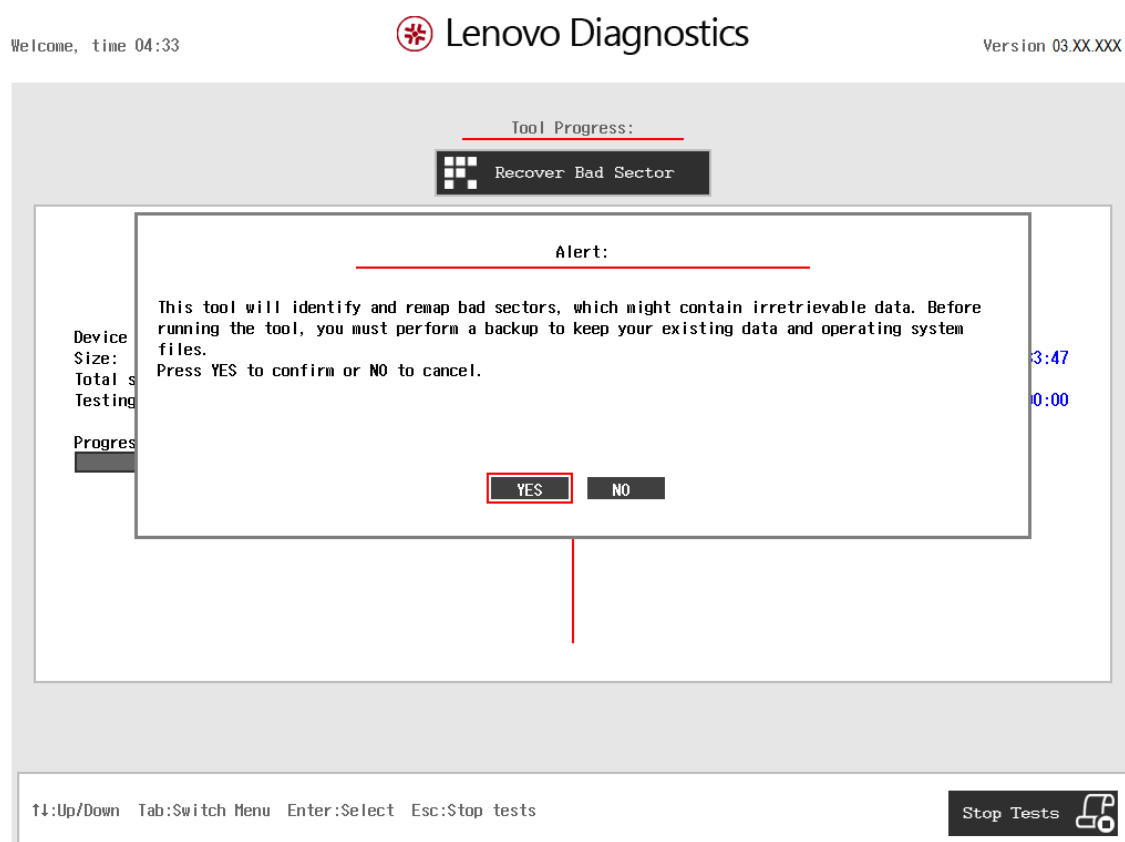 Welcome, time 04:33
Lenovo Diagnostics
Version 03.XX.XXX
Tool Progress:
Recover Bad Sector
Alert:
This tool will identify and remap bad sectors, which might contain irretrievable data. Before
running the tool, you must perform a backup to keep your existing data and operating system
files.
Press YES to confirm or NO to cancel.
Device
Size:
3:47
Total s
Testing
0:00
Progres
YES NO
↑↓:Up/Down Tab:Switch Menu Enter:Select Esc:Stop tests
Stop Tests